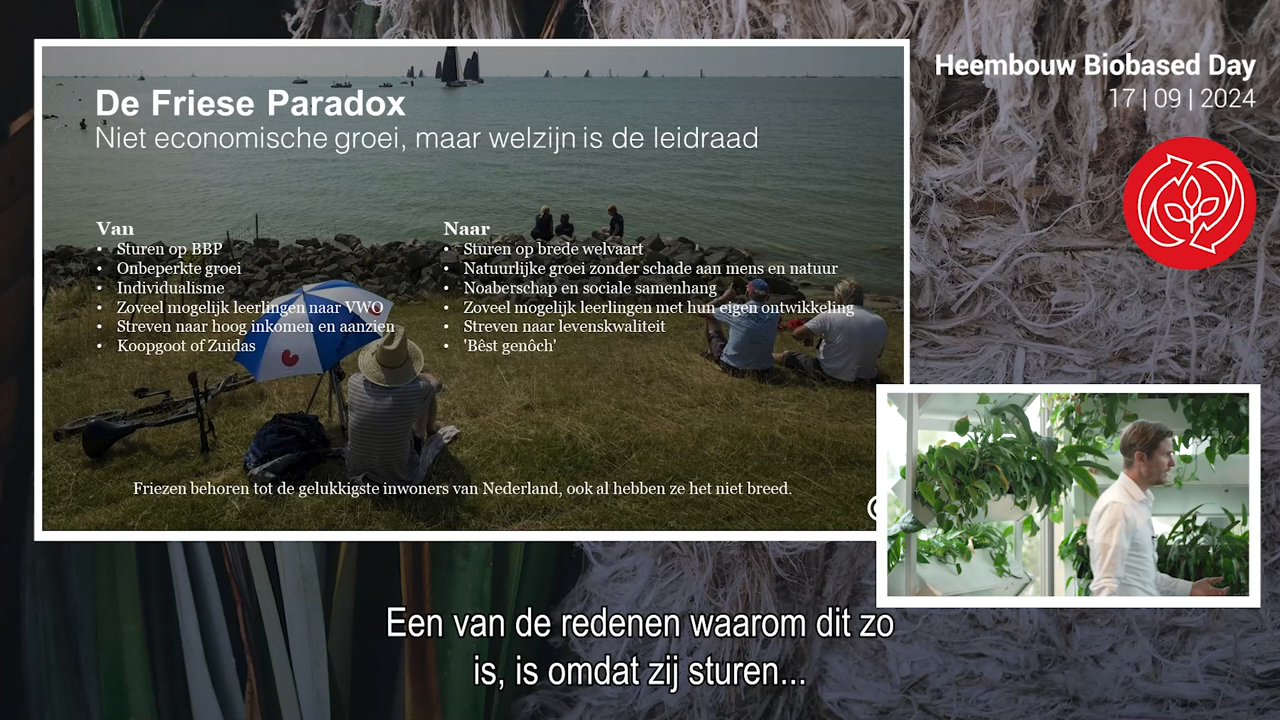 De Friese Paradox
Niet economische groei, maar welzijn is de leidraad
Van
• Sturen op BBP
• Onbeperkte groei
• Individualisme
• Zoveel mogelijk leerlingen naar VWO
• Streven naar hoog inkomen en aanzien
• Koopgoot of Zuidas
Naar
• Sturen op brede welvaart
• Natuurlijke groei zonder schade aan mens en natuur
• Noaberschap en sociale samenhang
• Zoveel mogelijk leerlingen met hun eigen ontwikkeling
• Streven naar levenskwaliteit
• 'Bêst genôch'
Friezen behoren tot de gelukkigste inwoners van Nederland, ook al hebben ze het niet breed.
Heembouw Biobased Day
17 | 09 | 2024
Een van de redenen waarom dit zo
is, is omdat zij sturen...